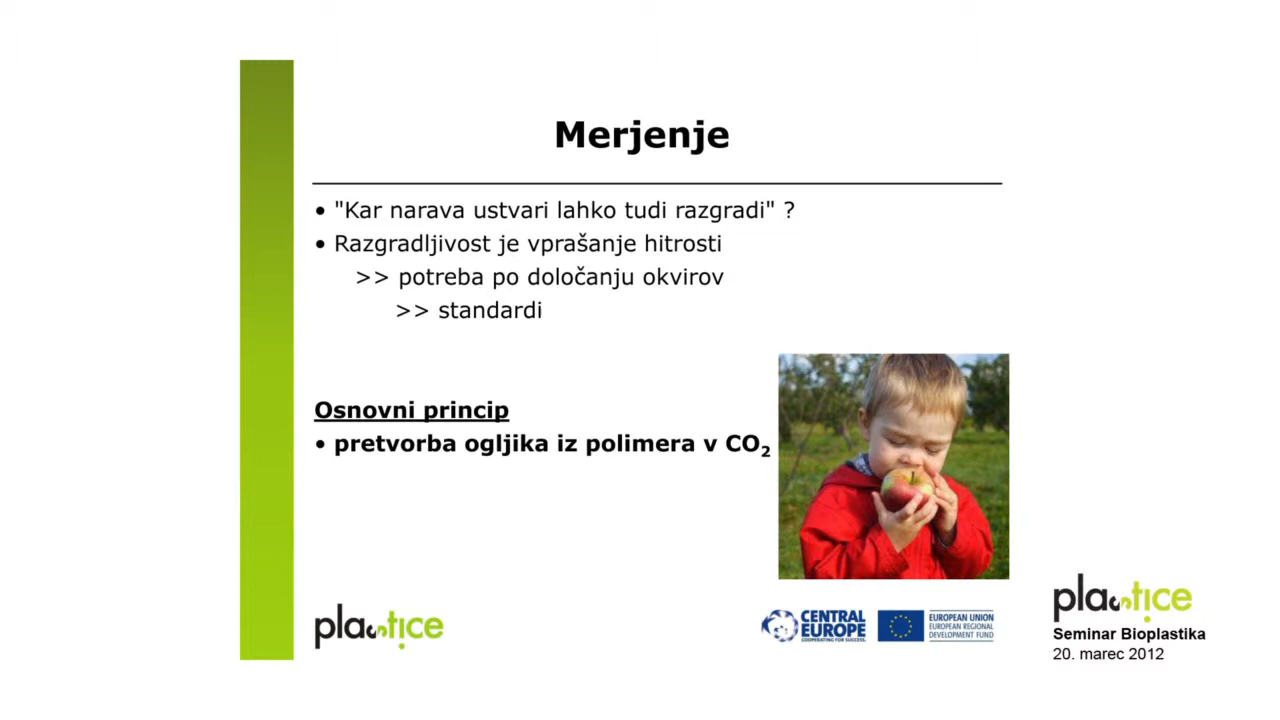 Merjenje
• "Kar narava ustvari lahko tudi razgradi" ?
• Razgradljivost je vprašanje hitrosti
>> potreba po določanju okvirov
>> standardi
Osnovni princip
• pretvorba ogljika iz polimera v CO₂
plastice
CENTRAL
EUROPE
COOPERATING FOR SUCCESS.
EUROPEAN UNION
EUROPEAN REGIONAL
DEVELOPMENT FUND
plastice
Seminar Bioplastika
20. marec 2012